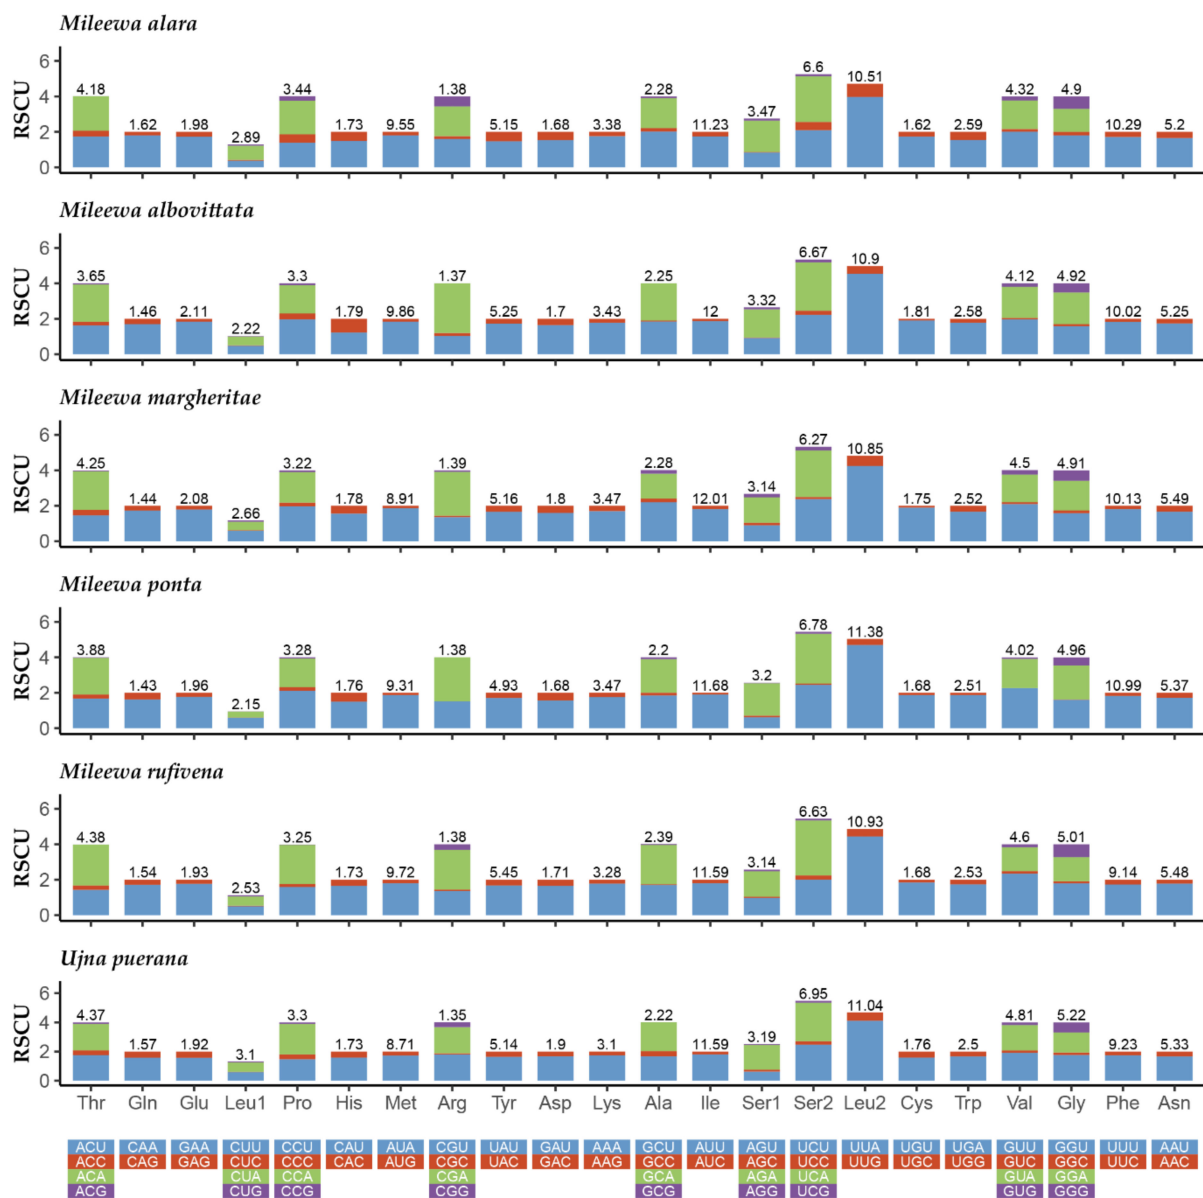 Mileewa alara
RSCU
6
4
2
0
4.18 1.62 1.98 2.89 3.44 1.73 9.55 1.38 5.15 1.68 3.38 2.28 11.23 3.47 6.6 10.51 1.62 2.59 4.32 4.9 10.29 5.2
Mileewa albovittata
RSCU
6
4
2
0
3.65 1.46 2.11 2.22 3.3 1.79 9.86 1.37 5.25 1.7 3.43 2.25 12 3.32 6.67 10.9 1.81 2.58 4.12 4.92 10.02 5.25
Mileewa margheritae
RSCU
6
4
2
0
4.25 1.44 2.08 2.66 3.22 1.78 8.91 1.39 5.16 1.8 3.47 2.28 12.01 3.14 6.27 10.85 1.75 2.52 4.5 4.91 10.13 5.49
Mileewa ponta
RSCU
6
4
2
0
3.88 1.43 1.96 2.15 3.28 1.76 9.31 1.38 4.93 1.68 3.47 2.2 11.68 3.2 6.78 11.38 1.68 2.51 4.02 4.96 10.99 5.37
Mileewa rufivena
RSCU
6
4
2
0
4.38 1.54 1.93 2.53 3.25 1.73 9.72 1.38 5.45 1.71 3.28 2.39 11.59 3.14 6.63 10.93 1.68 2.53 4.6 5.01 9.14 5.48
Ujna puerana
RSCU
6
4
2
0
4.37 1.57 1.92 3.1 3.3 1.73 8.71 1.35 5.14 1.9 3.1 2.22 11.59 3.19 6.95 11.04 1.76 2.5 4.81 5.22 9.23 5.33
Thr Gln Glu Leu1 Pro His Met Arg Tyr Asp Lys Ala Ile Ser1 Ser2 Leu2 Cys Trp Val Gly Phe Asn
ACU CAA GAA CUU CCU CAU AUA CGU UAU GAU AAA GCU AUU AGU UCU UUA UGU UGA GUU GGU UUU AAU
ACC CAG GAG CUC CCC CAC AUG CGC UAC GAC AAG GCC AUC AGC UCC UUG UGC UGG GUC GGC UUC AAC
ACA CUA CCA CGA GCA AGA UCA GUA GGA
ACG CUG CCG CGG GCG AGG UCG GUG GGG